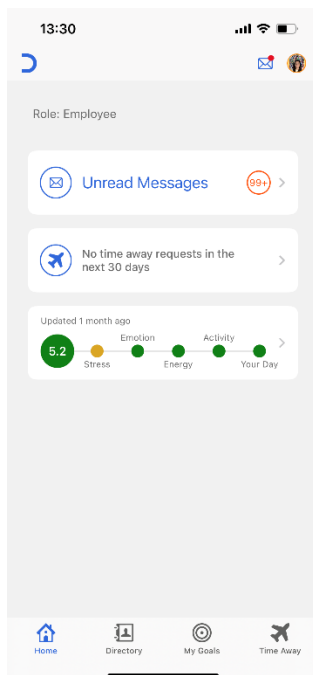 13:30
Role: Employee
Unread Messages
99+
No time away requests in the
next 30 days
Updated 1 month ago
5.2
Stress
Emotion
Energy
Activity
Your Day
Home
Directory
My Goals
Time Away